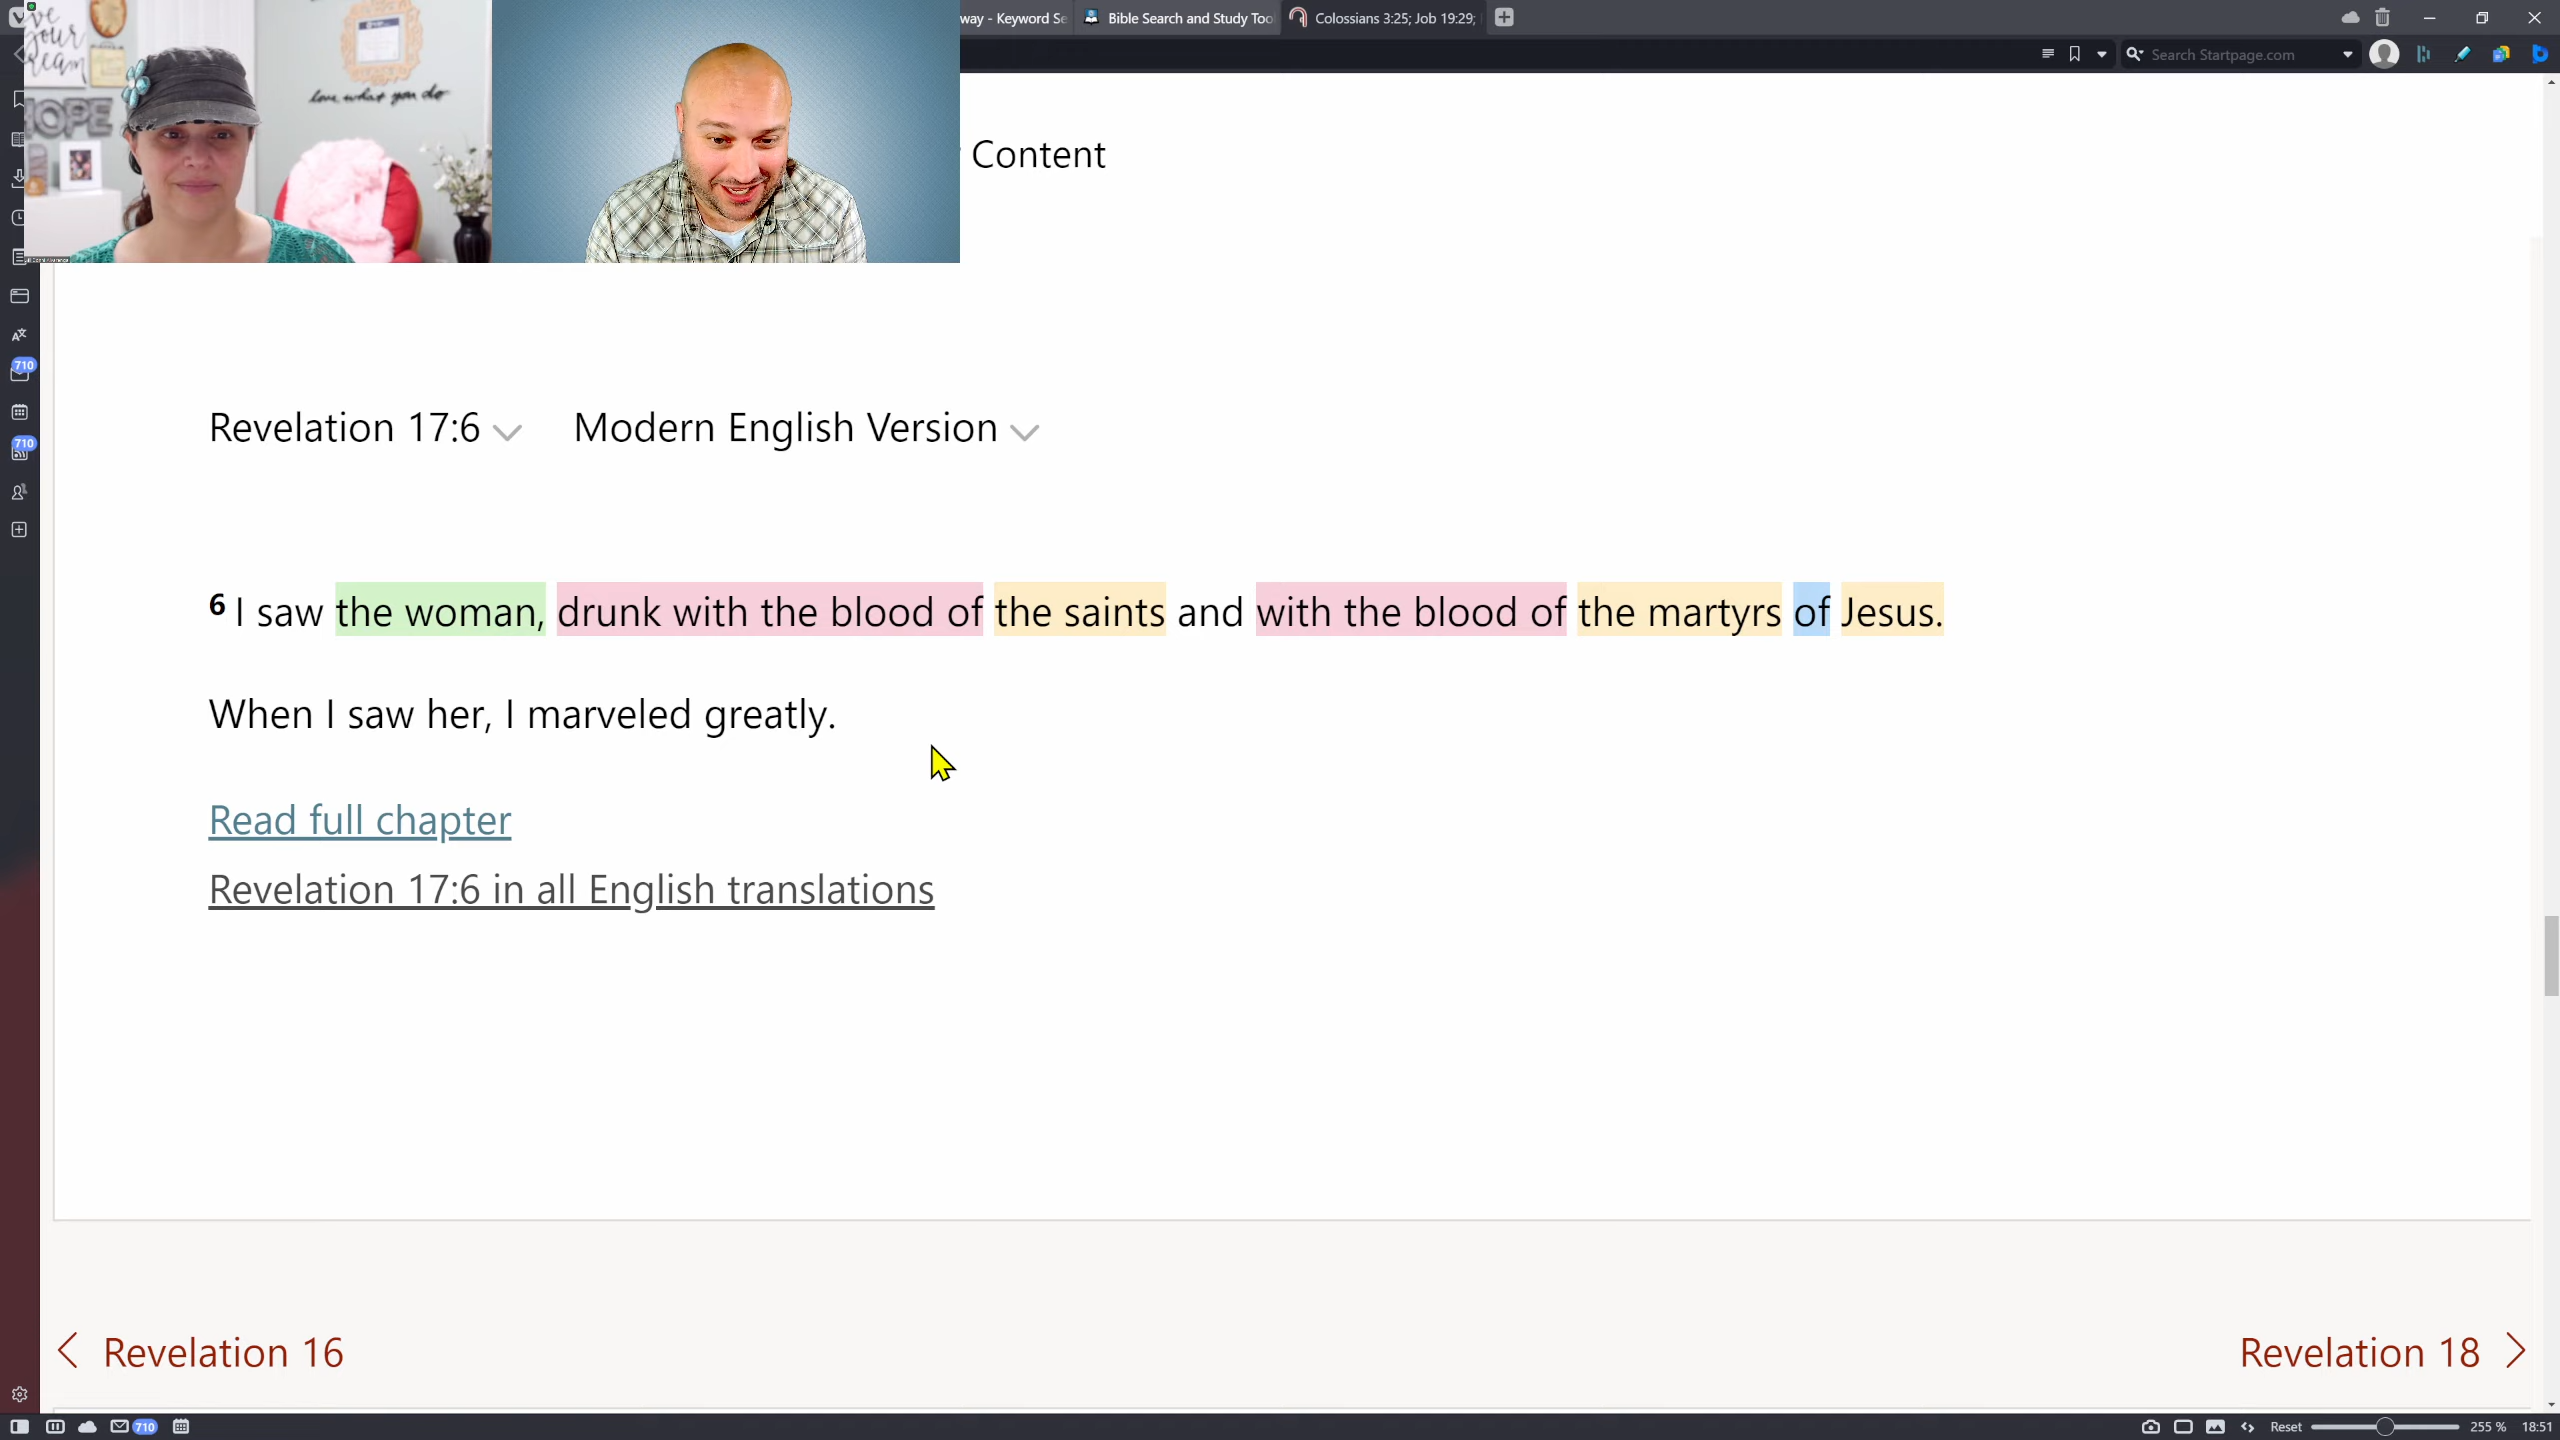 way - Keyword Se
Bible Search and Study Too
Colossians 3:25; Job 19:29;
Search Startpage.com
ve
your
ream
HOPE
love what you do
Content
Revelation 17:6
Modern English Version
710
710
6 I saw the woman, drunk with the blood of the saints and with the blood of the martyrs of Jesus.
When I saw her, I marveled greatly.
Read full chapter
Revelation 17:6 in all English translations
Revelation 16
Revelation 18
710
Reset
255 %
18:51